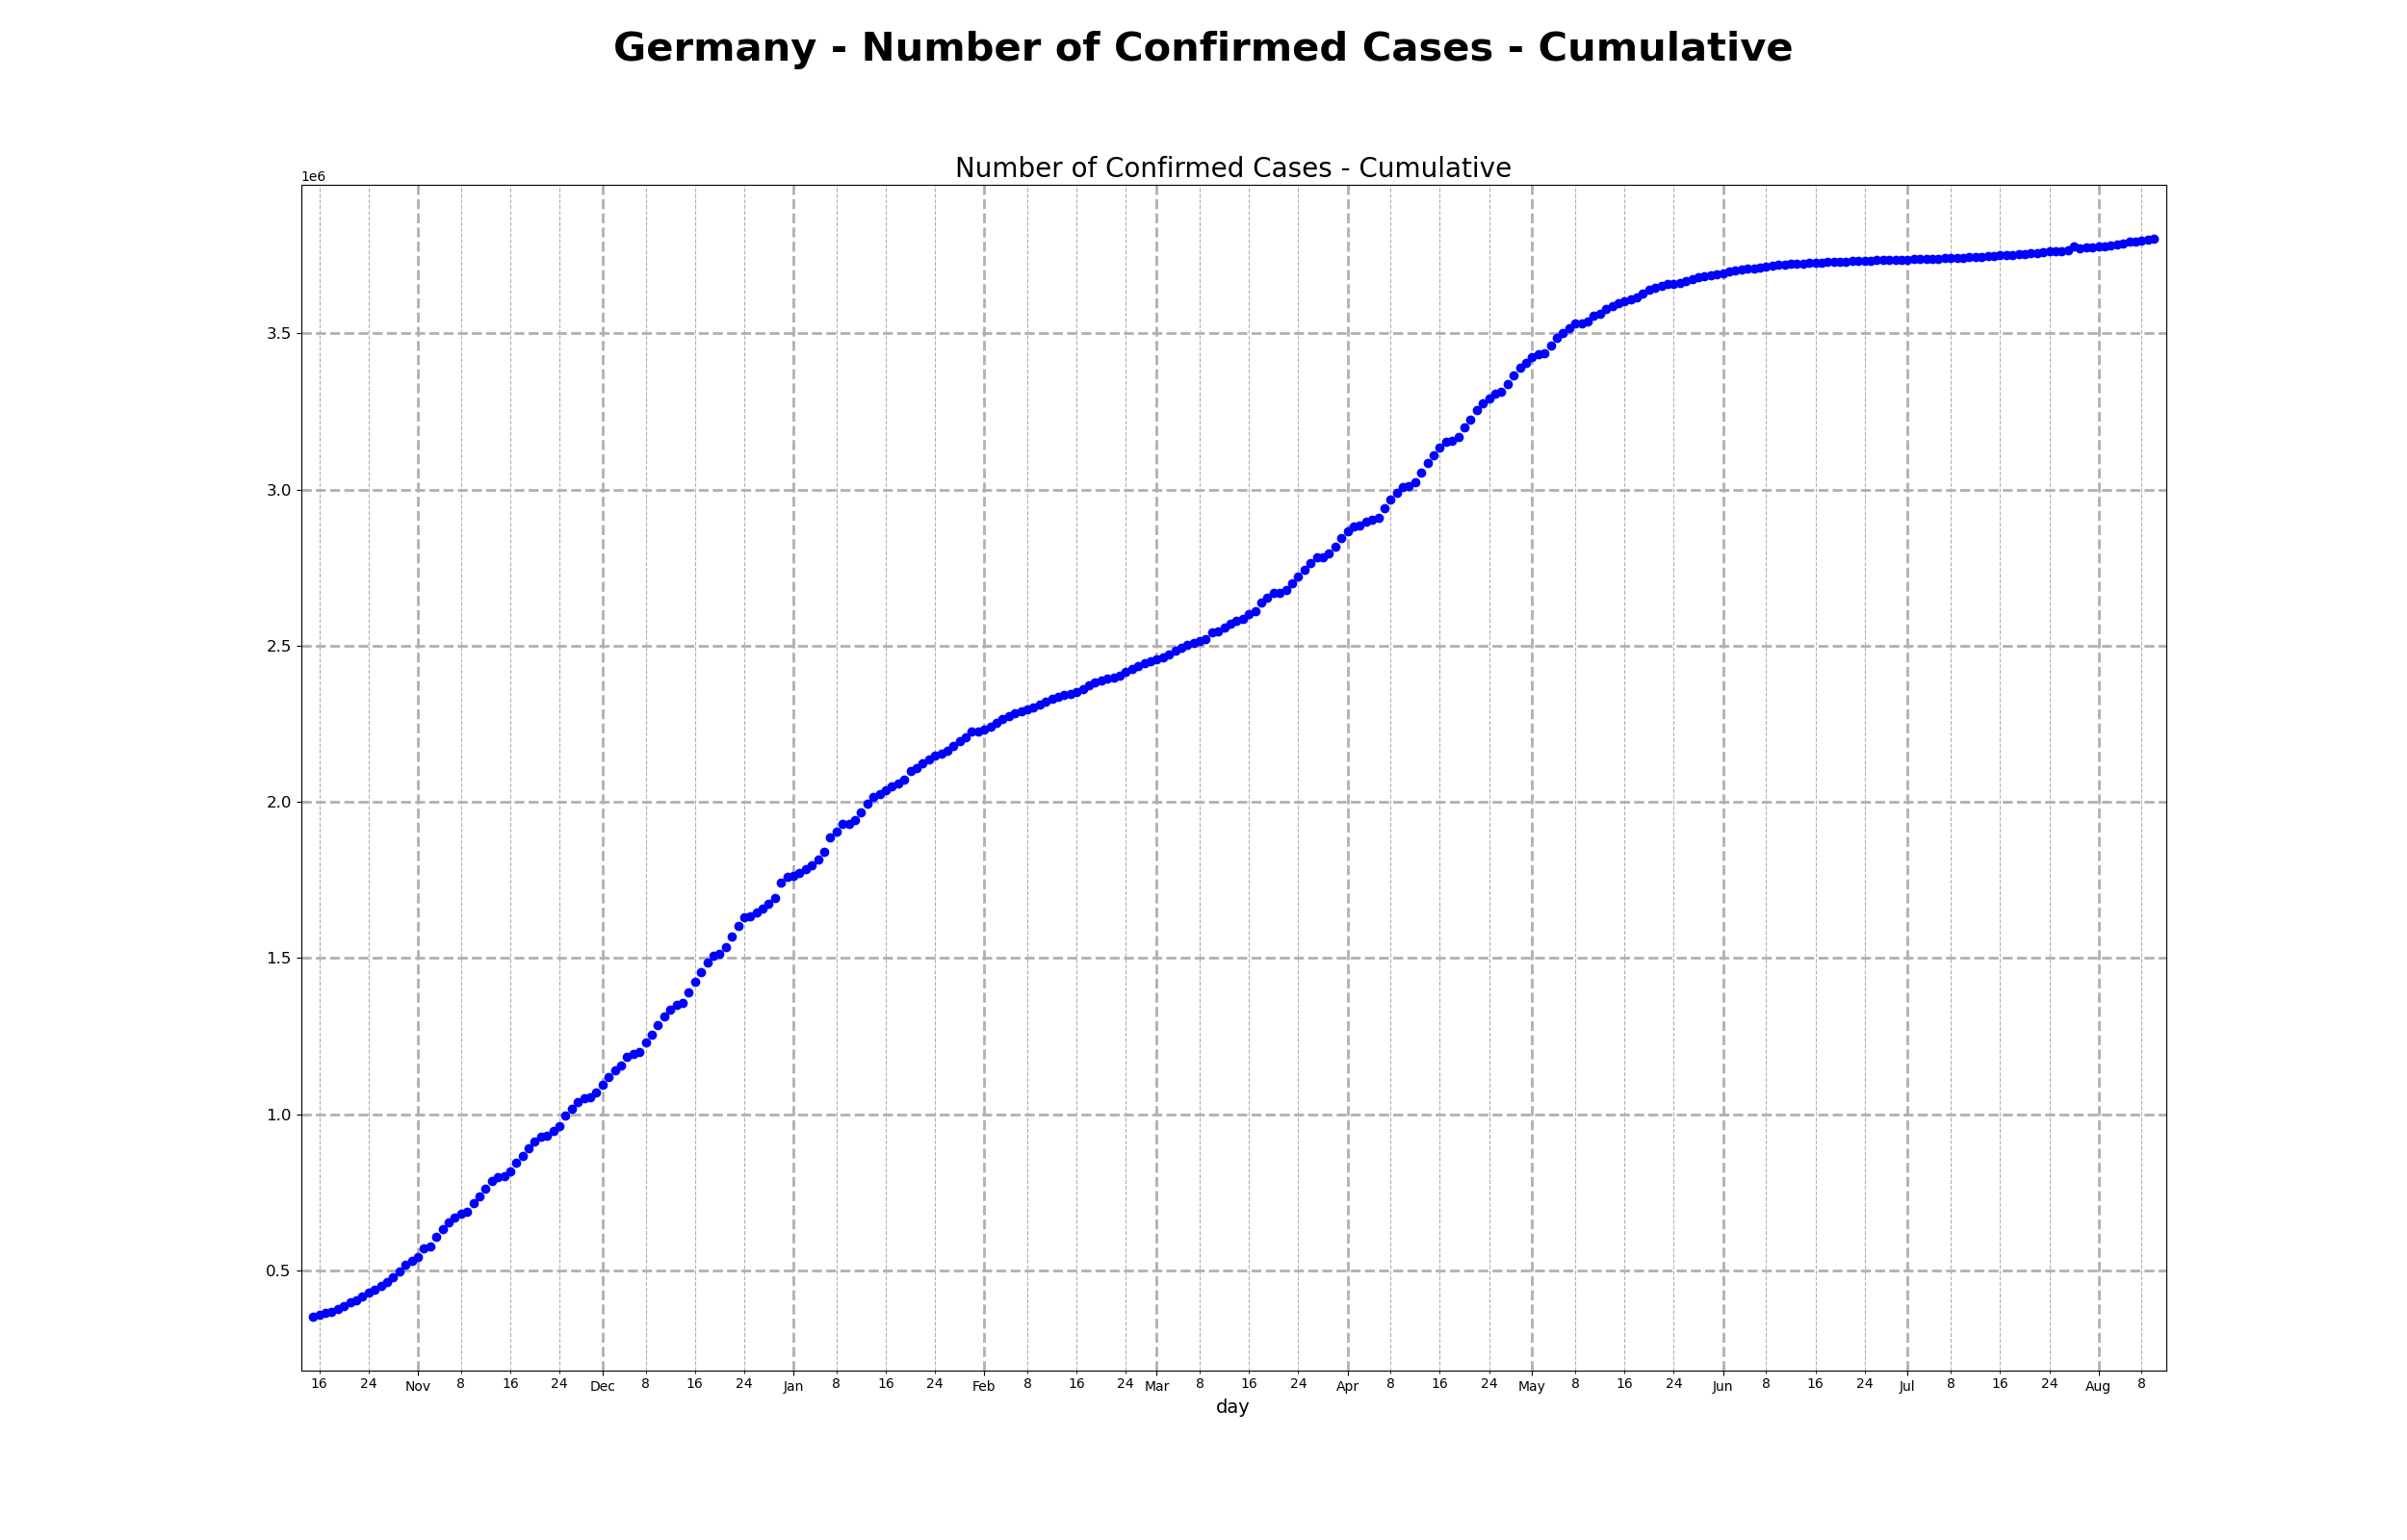 Germany - Number of Confirmed Cases - Cumulative
Number of Confirmed Cases - Cumulative
1e6
3.5
3.0
2.5
2.0
1.5
1.0
0.5
16 24 Nov 8 16 24 Dec 8 16 24 Jan 8 16 24 Feb 8 16 24 Mar 8 16 24 Apr 8 16 24 May 8 16 24 Jun 8 16 24 Jul 8 16 24 Aug 8
day